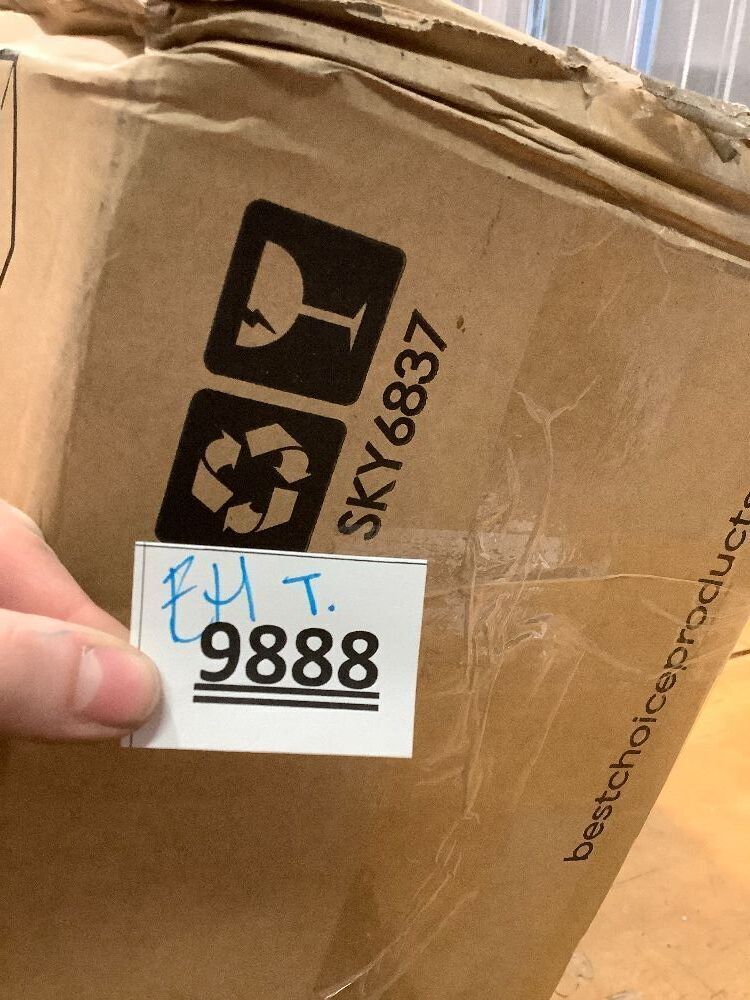 SKY6837
EH T.
9888
bestchoiceproducts